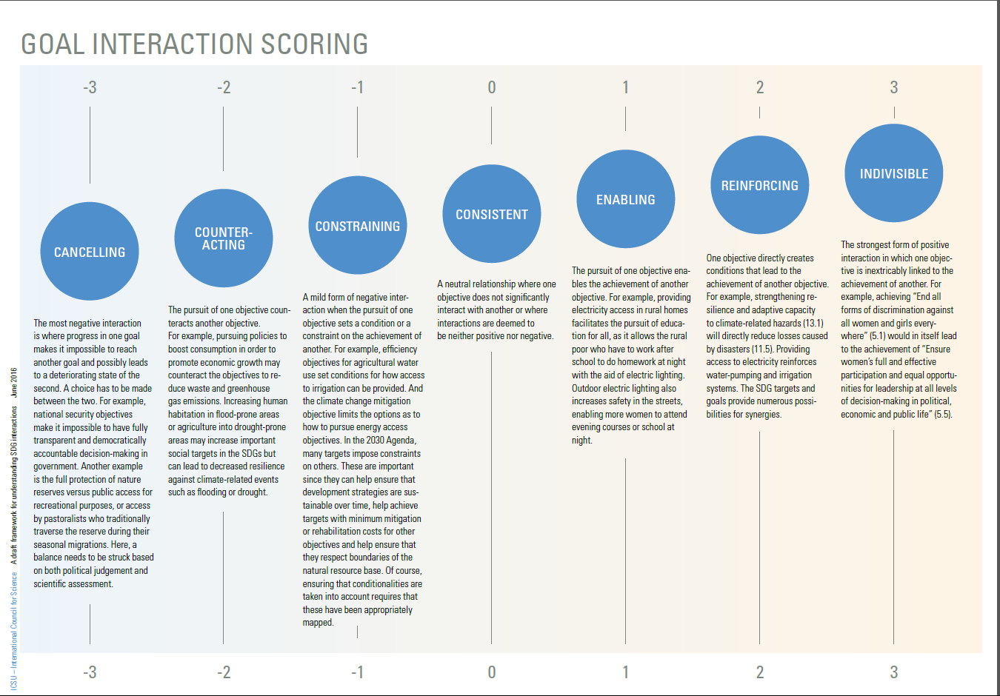 GOAL INTERACTION SCORING
-3
-2
-1
0
1
2
3
CANCELLING
The most negative interaction
is where progress in one goal
makes it impossible to reach
another goal and possibly leads
to a deteriorating state of the
second. A choice has to be made
between the two. For example,
national security objectives
make it impossible to have fully
transparent and democratically
accountable decision-making in
government. Another example
is the full protection of nature
reserves versus public access for
recreational purposes, or access
by pastoralists who traditionally
traverse the reserve during their
seasonal migrations. Here, a
balance needs to be struck based
on both political judgement and
scientific assessment.
COUNTER-
ACTING
The pursuit of one objective coun-
teracts another objective.
For example, pursuing policies to
boost consumption in order to
promote economic growth may
counteract the objectives to re-
duce waste and greenhouse
gas emissions. Increasing human
habitation in flood-prone areas
or agriculture into drought-prone
areas may increase important
social targets in the SDGs but
can lead to decreased resilience
against climate-related events
such as flooding or drought.
CONSTRAINING
A mild form of negative inter-
action when the pursuit of one
objective sets a condition or a
constraint on the achievement of
another. For example, efficiency
objectives for agricultural water
use set conditions for how access
to irrigation can be provided. And
the climate change mitigation
objective limits the options as to
how to pursue energy access
objectives. In the 2030 Agenda,
many targets impose constraints
on others. These are important
since they can help ensure that
development strategies are sus-
tainable over time, help achieve
targets with minimum mitigation
or rehabilitation costs for other
objectives and help ensure that
they respect boundaries of the
natural resource base. Of course,
ensuring that conditionalities are
taken into account requires that
these have been appropriately
mapped.
CONSISTENT
A neutral relationship where one
objective does not significantly
interact with another or where
interactions are deemed to
be neither positive nor negative.
ENABLING
The pursuit of one objective ena-
bles the achievement of another
objective. For example, providing
electricity access in rural homes
facilitates the pursuit of educa-
tion for all, as it allows the rural
poor who have to work after
school to do homework at night
with the aid of electric lighting.
Outdoor electric lighting also
increases safety in the streets,
enabling more women to attend
evening courses or school at
night.
REINFORCING
One objective directly creates
conditions that lead to the
achievement of another objective.
For example, strengthening re-
silience and adaptive capacity
to climate-related hazards (13.1)
will directly reduce losses caused
by disasters (11.5). Providing
access to electricity reinforces
water-pumping and irrigation
systems. The SDG targets and
goals provide numerous possi-
bilities for synergies.
INDIVISIBLE
The strongest form of positive
interaction in which one objec-
tive is inextricably linked to the
achievement of another. For
example, achieving “End all
forms of discrimination against
all women and girls every-
where” (5.1) would in itself lead
to the achievement of “Ensure
women’s full and effective
participation and equal opportu-
nities for leadership at all levels
of decision-making in political,
economic and public life” (5.5).
-3
-2
-1
0
1
2
3
ICSU – International Council for Science A draft framework for understanding SDG interactions June 2016